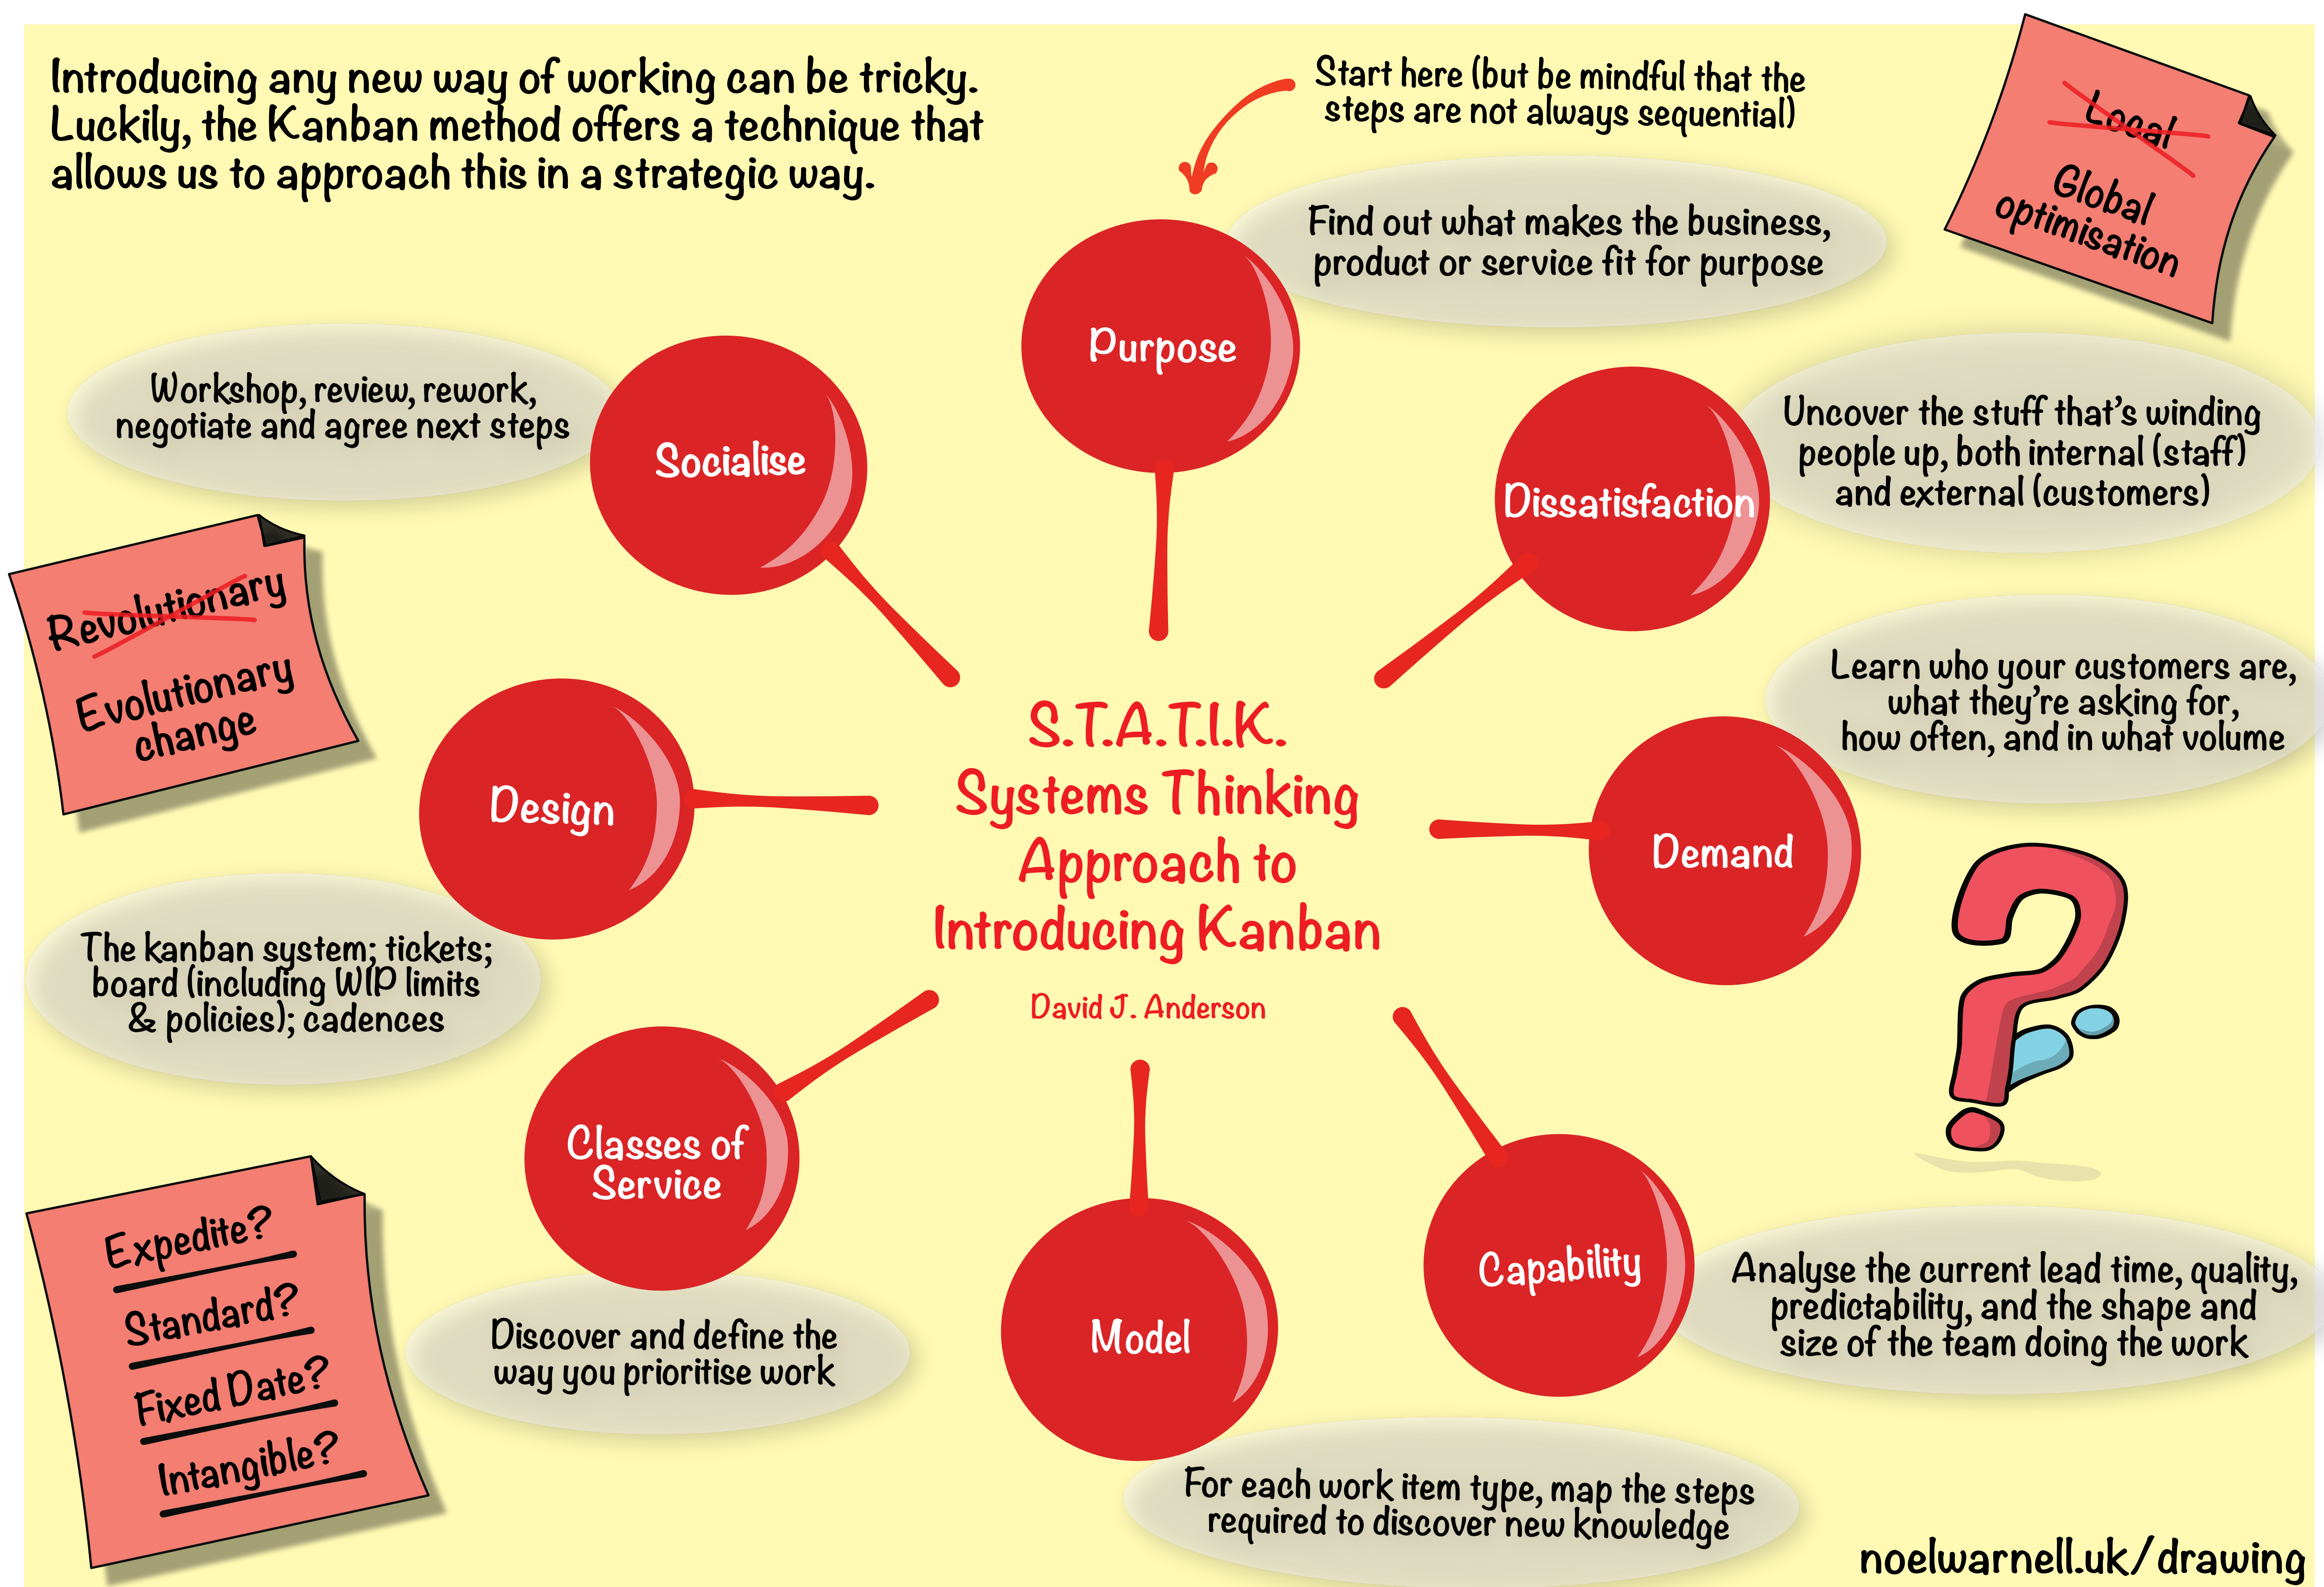 Introducing any new way of working can be tricky.
Luckily, the Kanban method offers a technique that
allows us to approach this in a strategic way.
Start here (but be mindful that the
steps are not always sequential)
Local
Global
optimisation
Purpose
Find out what makes the business,
product or service fit for purpose
Dissatisfaction
Uncover the stuff that's winding
people up, both internal (staff)
and external (customers)
Demand
Learn who your customers are,
what they're asking for,
how often, and in what volume
Capability
Analyse the current lead time, quality,
predictability, and the shape and
size of the team doing the work
Model
For each work item type, map the steps
required to discover new knowledge
Classes of
Service
Discover and define the
way you prioritise work
Expedite?
Standard?
Fixed Date?
Intangible?
Design
The kanban system; tickets;
board (including WIP limits
& policies); cadences
Revolutionary
Evolutionary
change
Socialise
Workshop, review, rework,
negotiate and agree next steps
S.T.A.T.I.K.
Systems Thinking
Approach to
Introducing Kanban
David J. Anderson
noelwarnell.uk/drawing